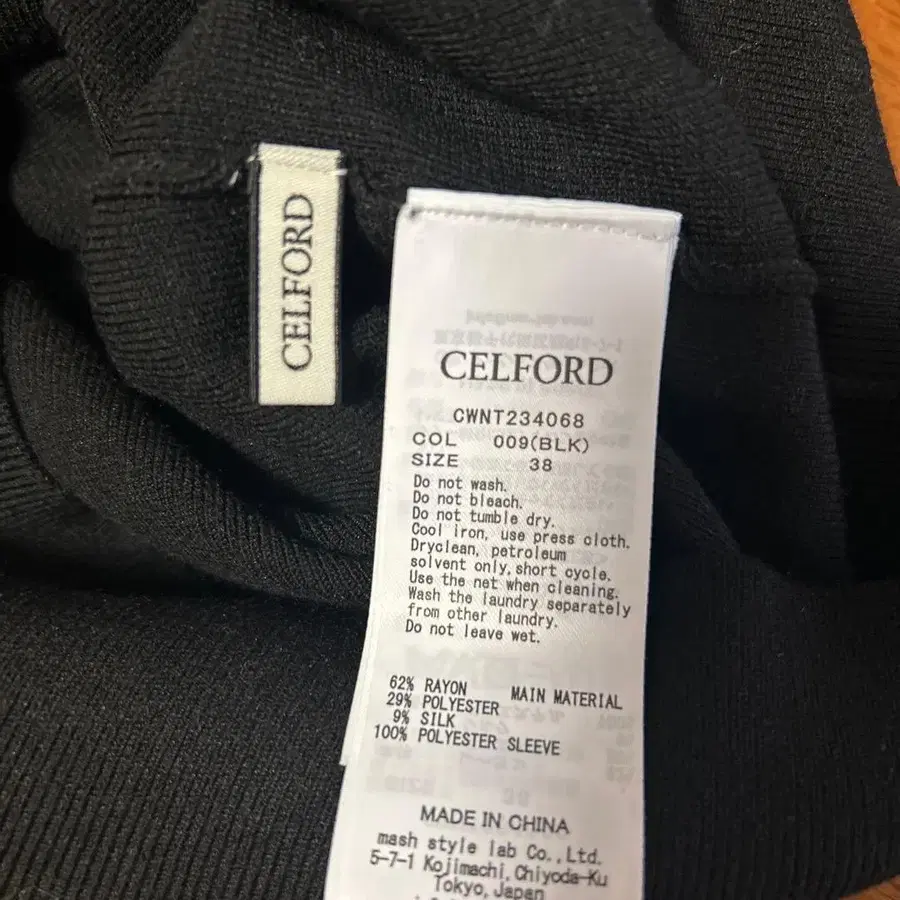 CELFORD
CELFORD
CWNT234068
COL 009(BLK)
SIZE 38
Do not wash.
Do not bleach.
Do not tumble dry.
Cool iron, use press cloth.
Dryclean, petroleum
solvent only, short cycle.
Use the net when cleaning.
Wash the laundry separately
from other laundry.
Do not leave wet.
62% RAYON MAIN MATERIAL
29% POLYESTER
9% SILK
100% POLYESTER SLEEVE
MADE IN CHINA
mash style lab Co.,Ltd.
5-7-1 Kojimachi,Chiyoda-Ku
Tokyo,Japan